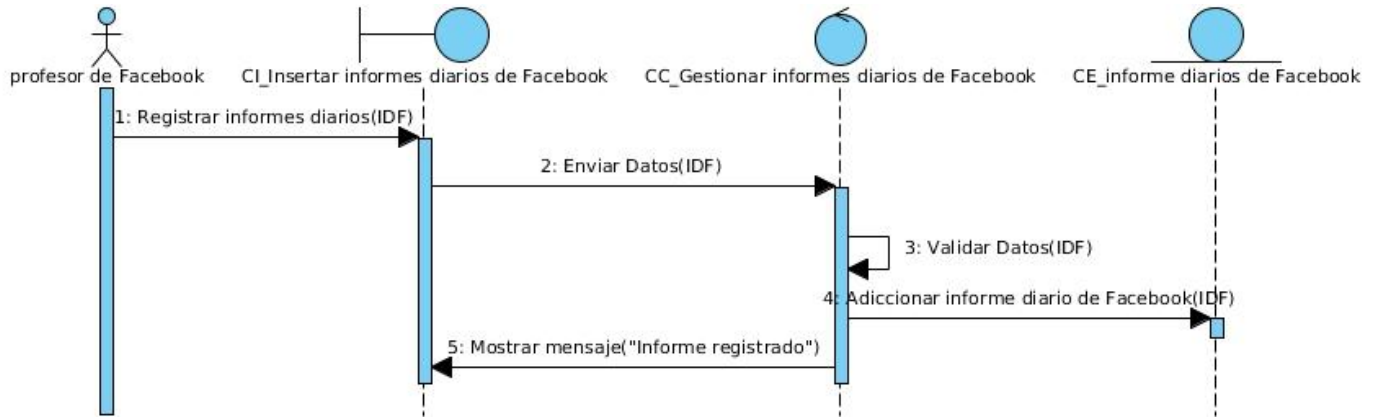 profesor de Facebook
CI_Insertar informes diarios de Facebook
CC_Gestionar informes diarios de Facebook
CE_informe diarios de Facebook
1: Registrar informes diarios(IDF)
2: Enviar Datos(IDF)
3: Validar Datos(IDF)
4: Adiccionar informe diario de Facebook(IDF)
5: Mostrar mensaje("Informe registrado")